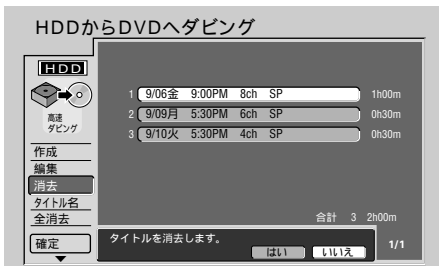 HDDからDVDへダビング
HDD
高速
ダビング
作成
編集
消去
タイトル名
全消去
確定
1 9/06金 9:00PM 8ch SP 1h00m
2 9/09月 5:30PM 6ch SP 0h30m
3 9/10火 5:30PM 4ch SP 0h30m
合計 3 2h00m
タイトルを消去します。
はい いいえ
1/1